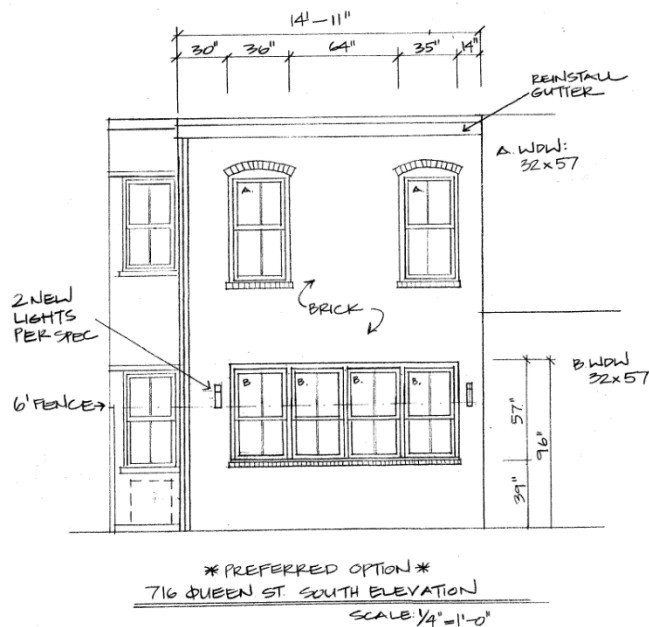 14'-11"
30" 36" 64" 35" 14"
REINSTALL
GUTTER
A. WDW:
32x57
A. A.
2 NEW
LIGHTS
PER SPEC
BRICK
B. WDW
32x57
B. B. B. B.
6' FENCE
57"
96"
39"
* PREFERRED OPTION *
716 QUEEN ST. SOUTH ELEVATION
SCALE: 1/4"=1'-0"